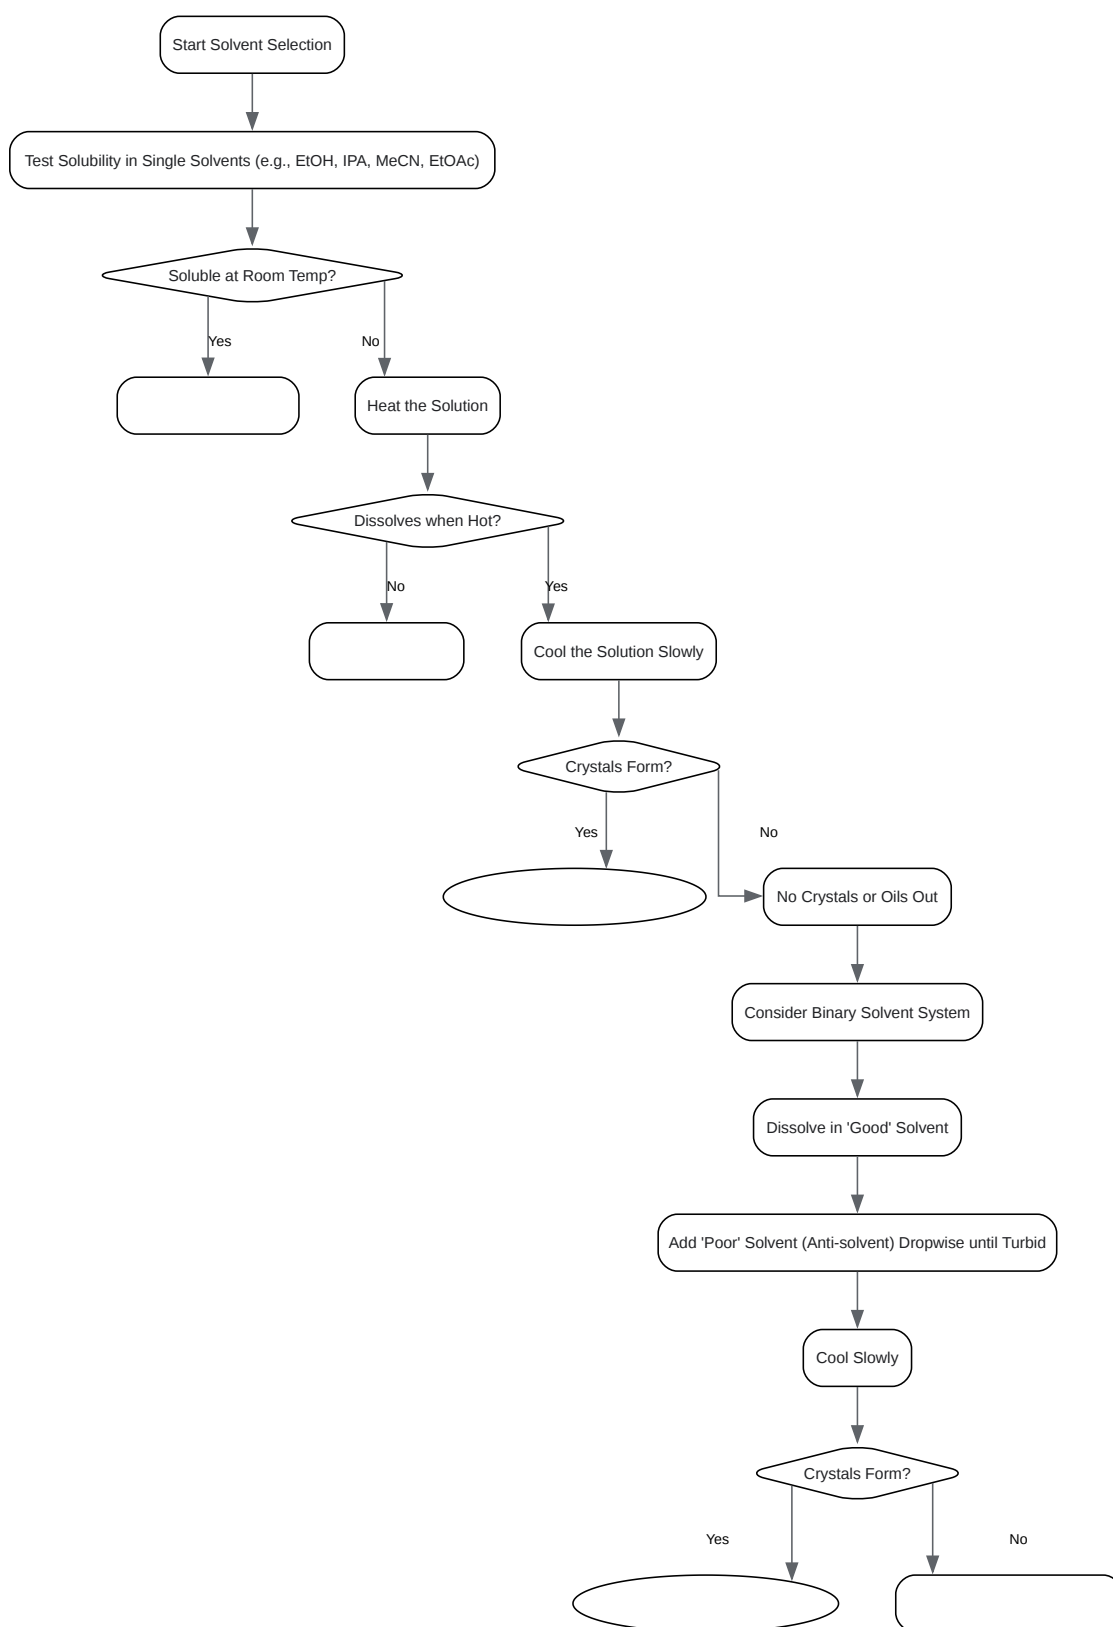 Start Solvent Selection
Test Solubility in Single Solvents (e.g., EtOH, IPA, MeCN, EtOAc)
Soluble at Room Temp?
Yes
No
Heat the Solution
Dissolves when Hot?
No
Yes
Cool the Solution Slowly
Crystals Form?
Yes
No
No Crystals or Oils Out
Consider Binary Solvent System
Dissolve in 'Good' Solvent
Add 'Poor' Solvent (Anti-solvent) Dropwise until Turbid
Cool Slowly
Crystals Form?
Yes
No